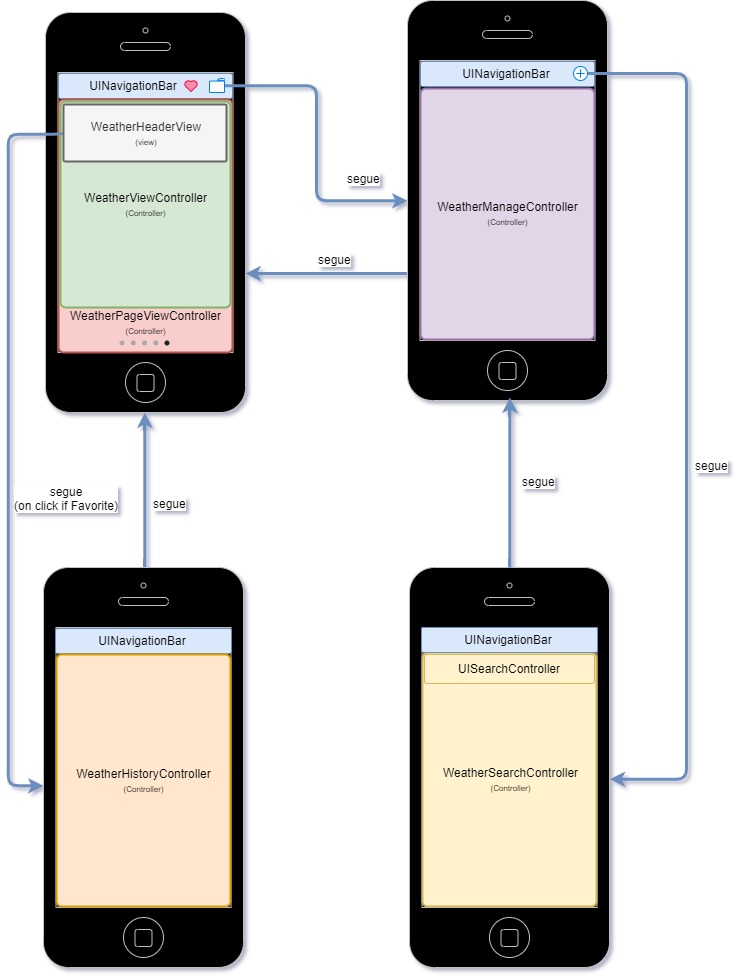 UINavigationBar
WeatherHeaderView
(view)
WeatherViewController
(Controller)
WeatherPageViewController
(Controller)
segue
segue
UINavigationBar
WeatherManageController
(Controller)
segue
(on click if Favorite)
segue
segue
segue
UINavigationBar
WeatherHistoryController
(Controller)
UINavigationBar
UISearchController
WeatherSearchController
(Controller)